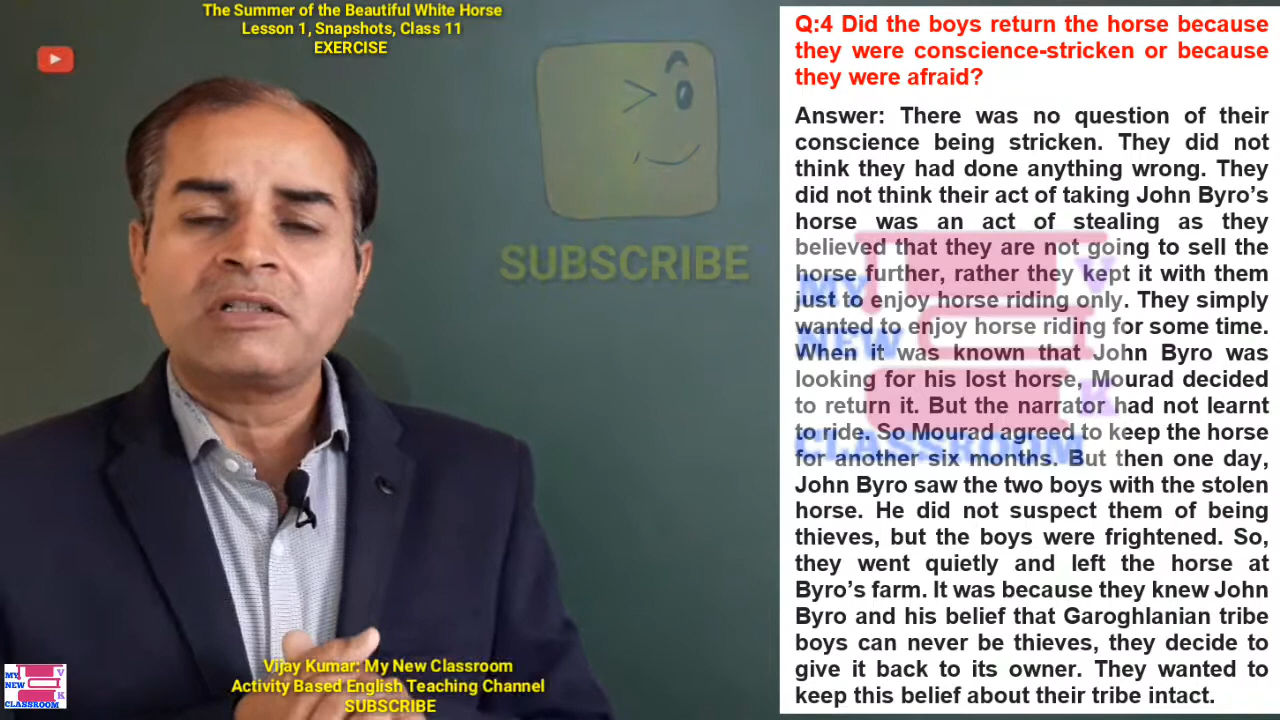 The Summer of the Beautiful White Horse
Lesson 1, Snapshots, Class 11
EXERCISE
SUBSCRIBE
Q:4 Did the boys return the horse because
they were conscience-stricken or because
they were afraid?
Answer: There was no question of their
conscience being stricken. They did not
think they had done anything wrong. They
did not think their act of taking John Byro’s
horse was an act of stealing as they
believed that they are not going to sell the
horse further, rather they kept it with them
just to enjoy horse riding only. They simply
wanted to enjoy horse riding for some time.
When it was known that John Byro was
looking for his lost horse, Mourad decided
to return it. But the narrator had not learnt
to ride. So Mourad agreed to keep the horse
for another six months. But then one day,
John Byro saw the two boys with the stolen
horse. He did not suspect them of being
thieves, but the boys were frightened. So,
they went quietly and left the horse at
Byro’s farm. It was because they knew John
Byro and his belief that Garoghlanian tribe
boys can never be thieves, they decide to
give it back to its owner. They wanted to
keep this belief about their tribe intact.
MY
NEW
CLASSROOM
V
K
Vijay Kumar: My New Classroom
Activity Based English Teaching Channel
SUBSCRIBE
MY
NEW
CLASSROOM
V
K